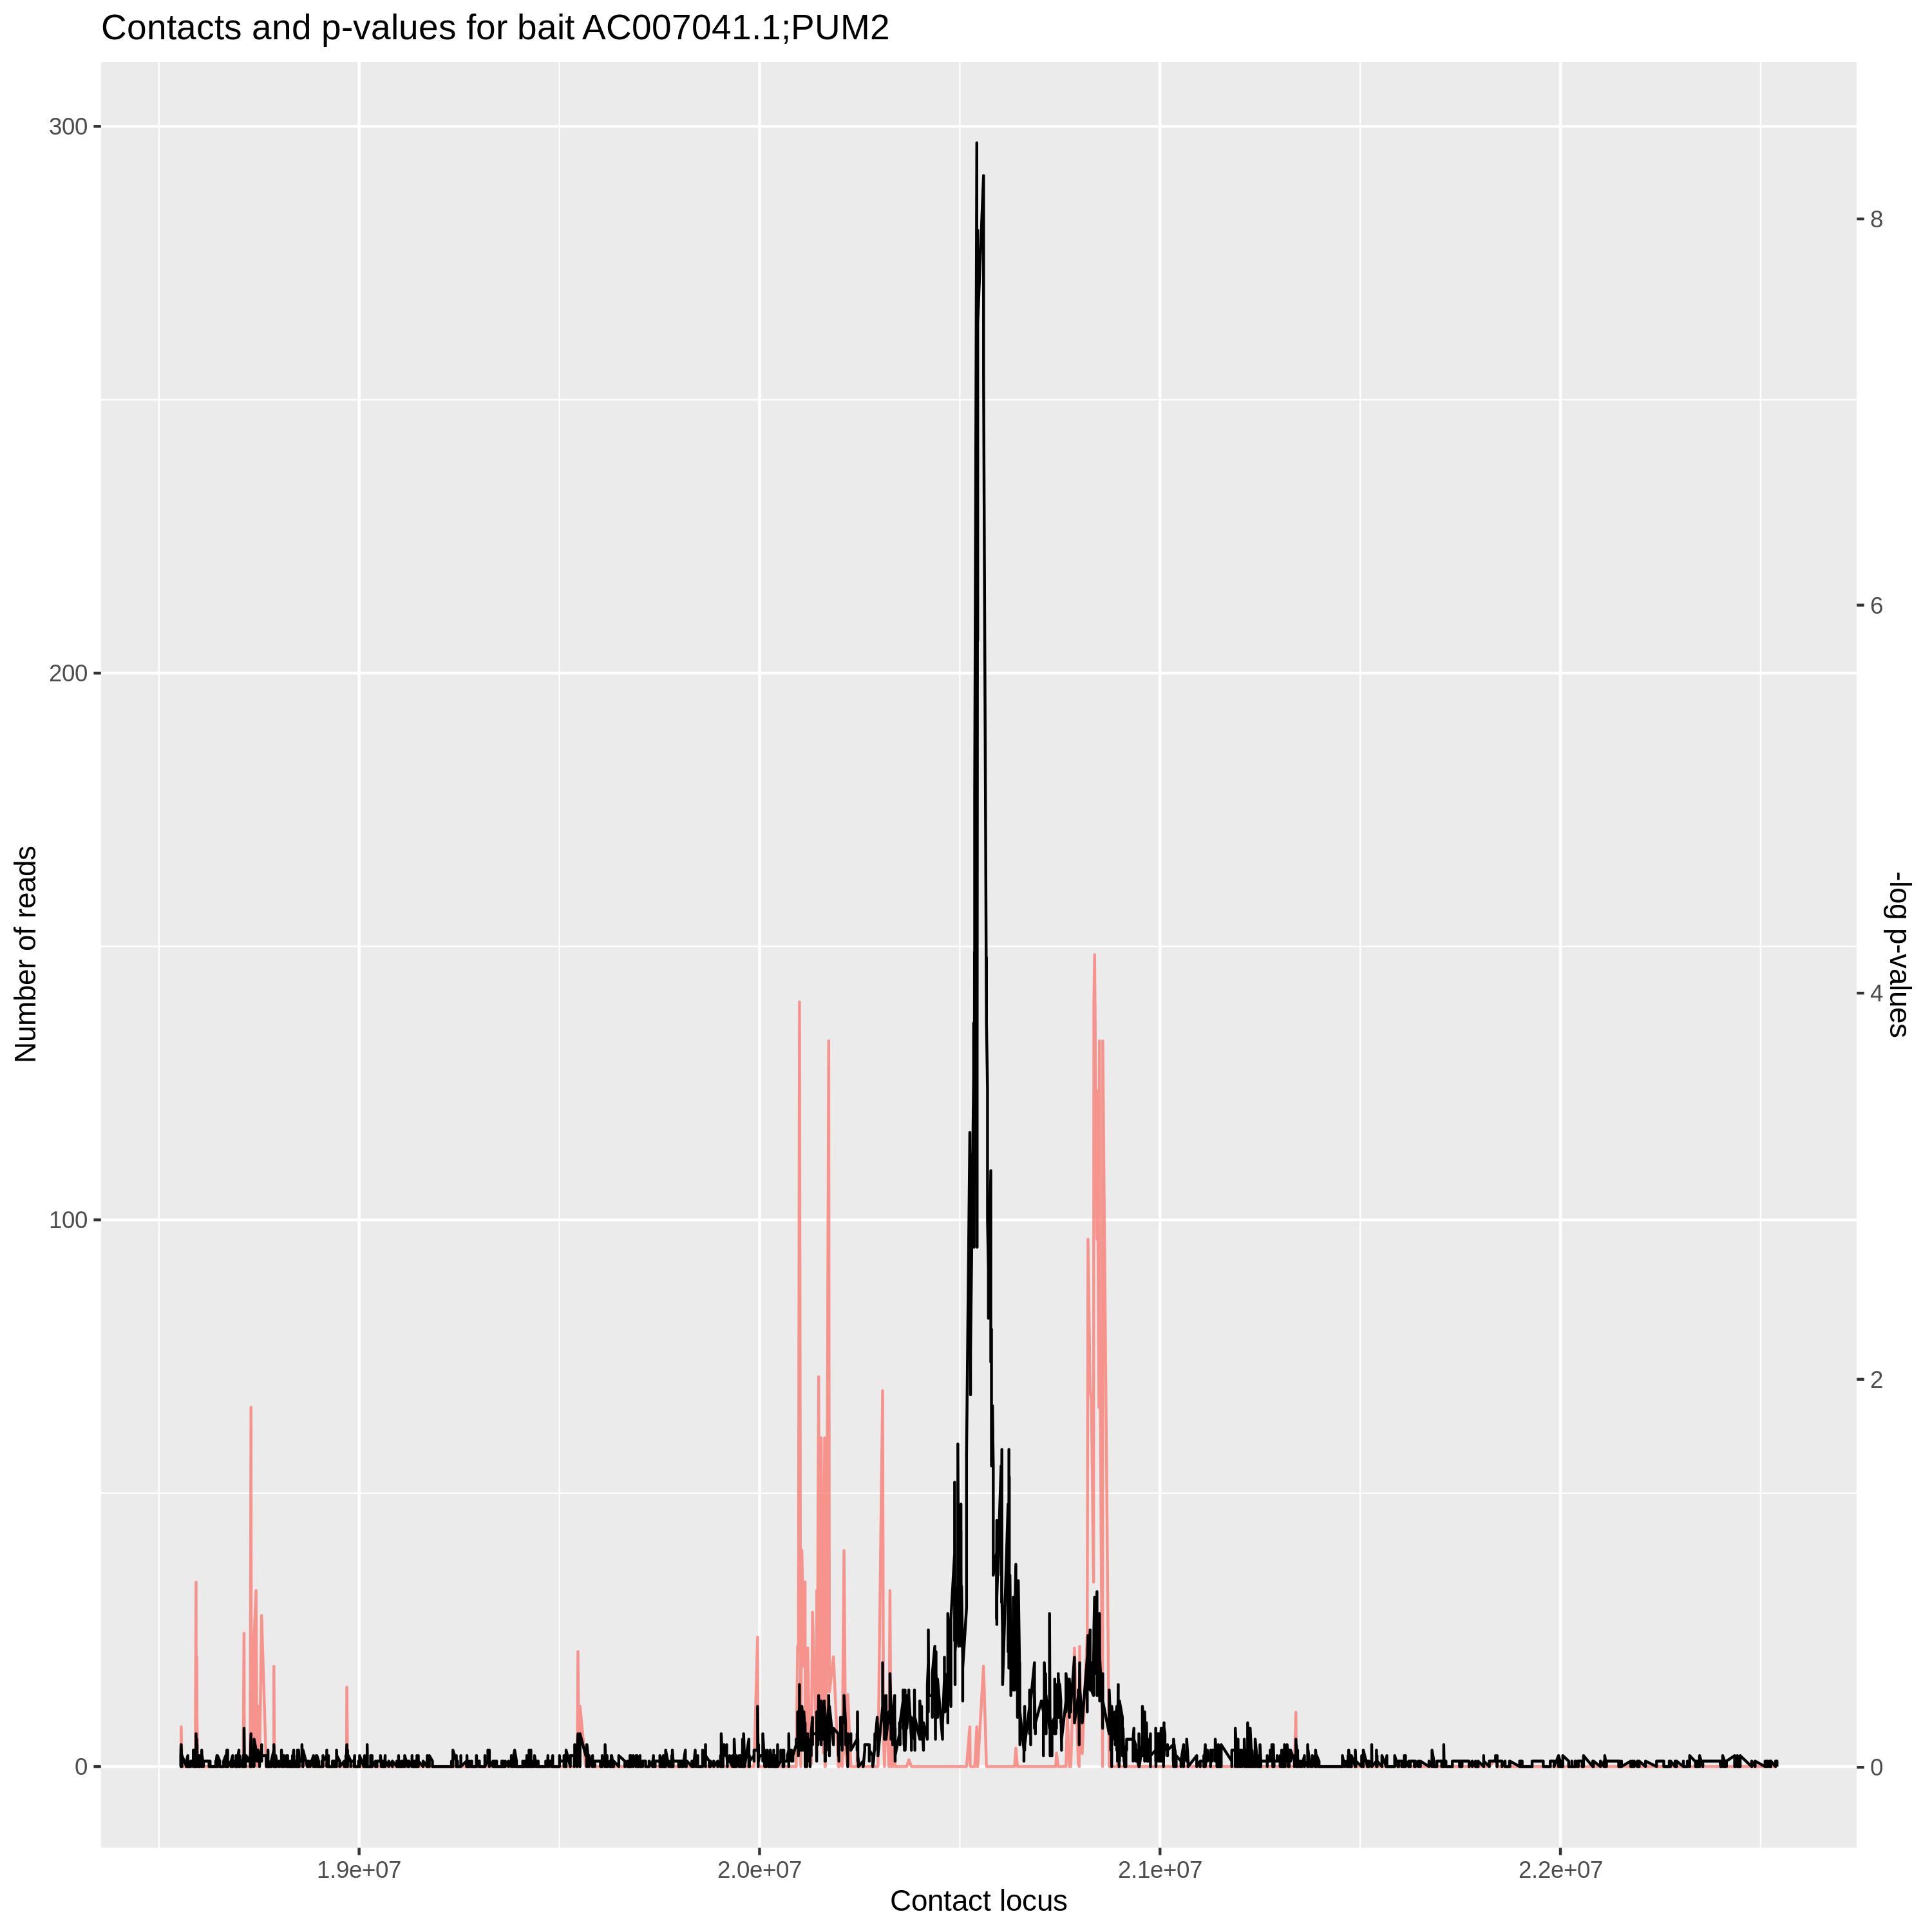 Contacts and p-values for bait AC007041.1;PUM2
300
200
100
0
Number of reads
8
6
4
2
0
-log p-values
1.9e+07
2.0e+07
2.1e+07
2.2e+07
Contact locus